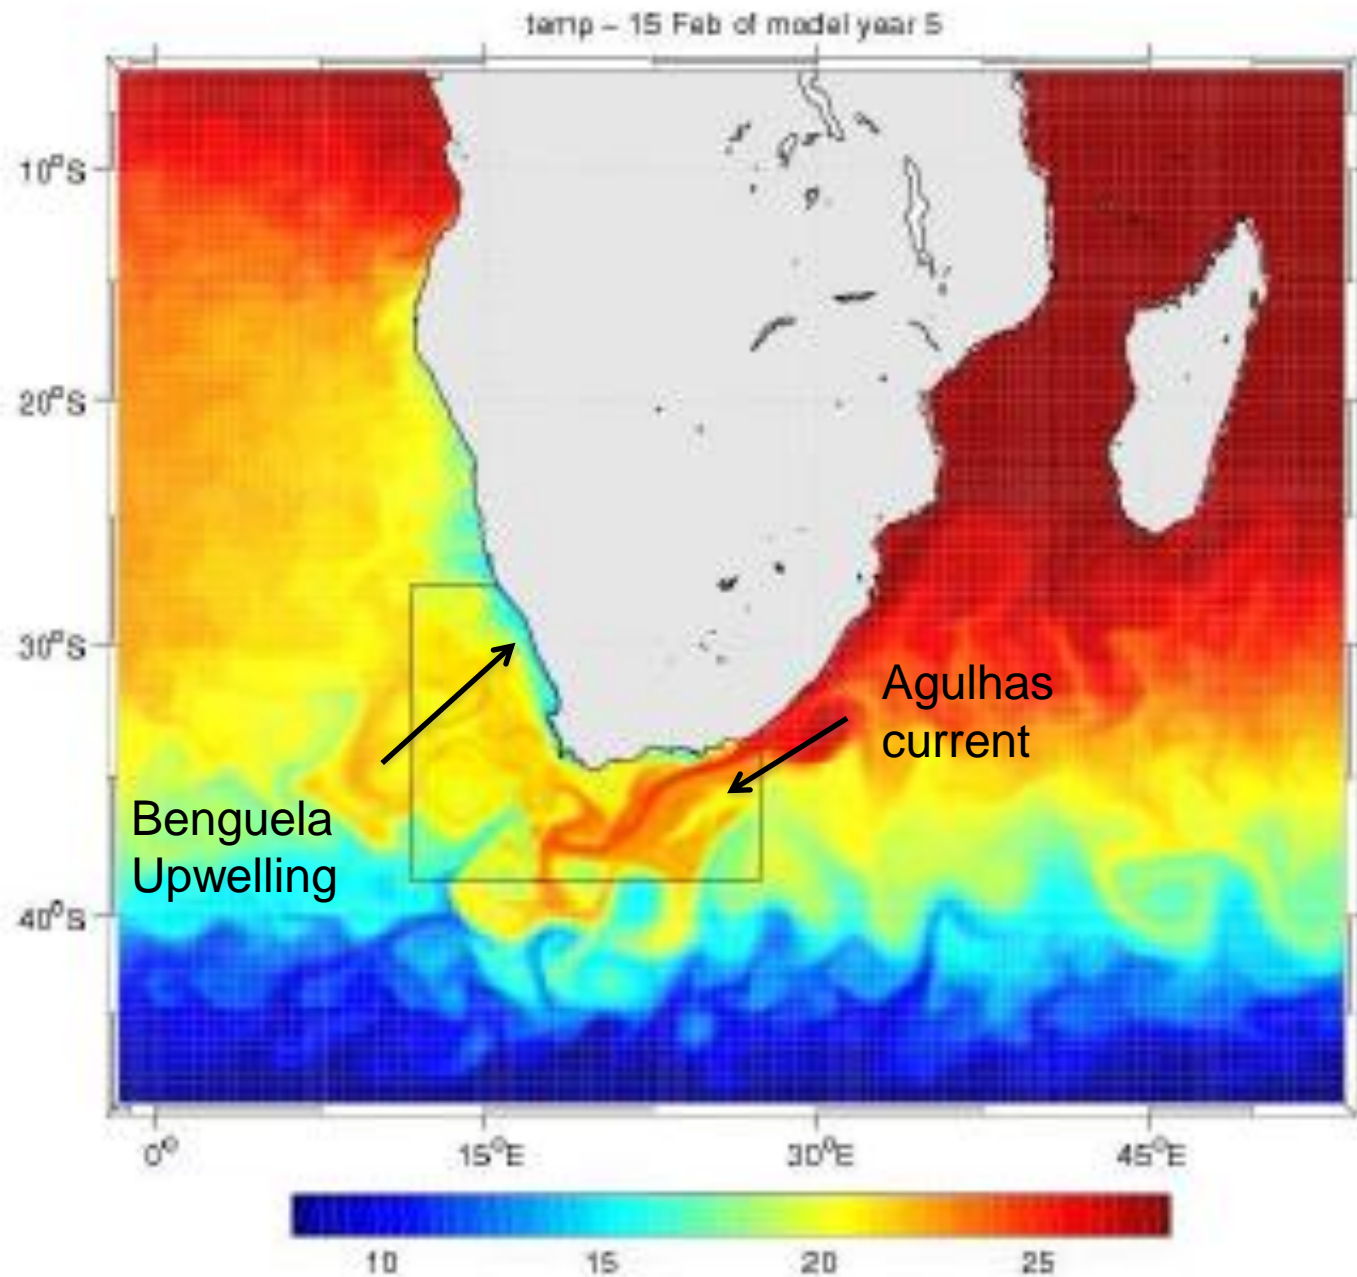 temp – 15 Feb of model year 5
10°S
20°S
30°S
40°S
Agulhas
current
Benguela
Upwelling
0°
15°E
30°E
45°E
10
15
20
25